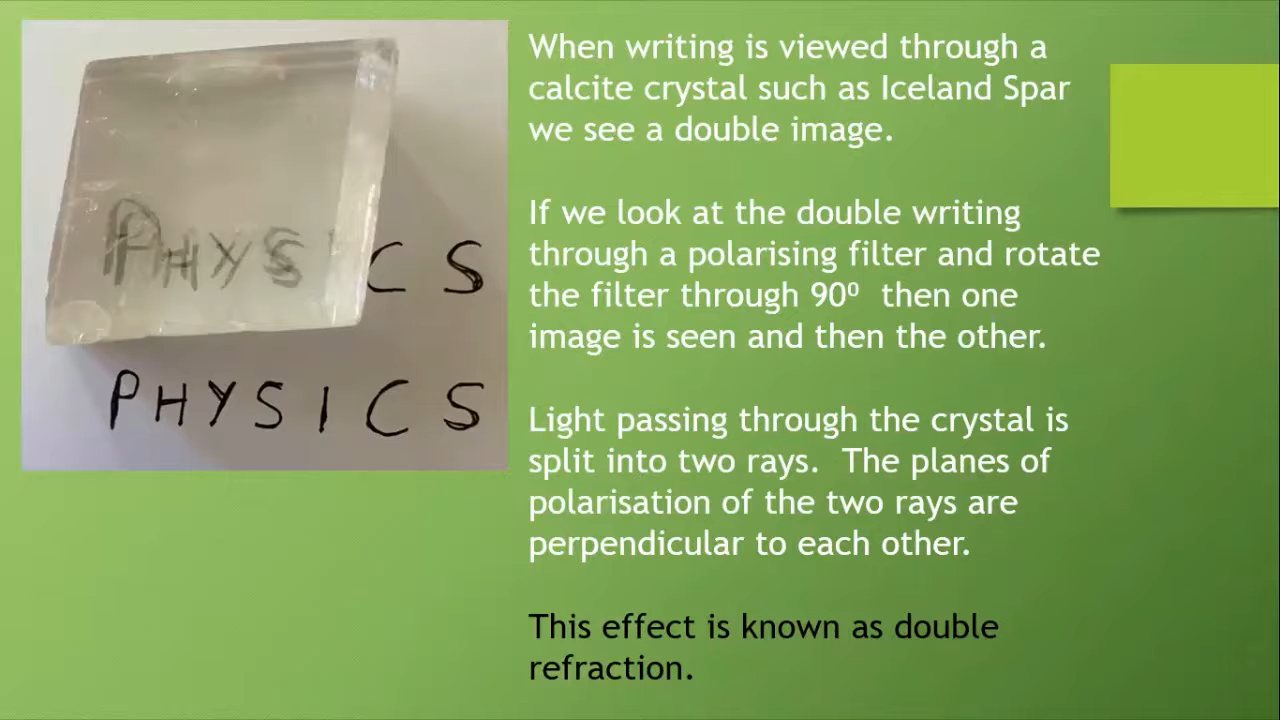 PHYSICS
PHYSICS
When writing is viewed through a
calcite crystal such as Iceland Spar
we see a double image.
If we look at the double writing
through a polarising filter and rotate
the filter through 90º then one
image is seen and then the other.
Light passing through the crystal is
split into two rays. The planes of
polarisation of the two rays are
perpendicular to each other.
This effect is known as double
refraction.